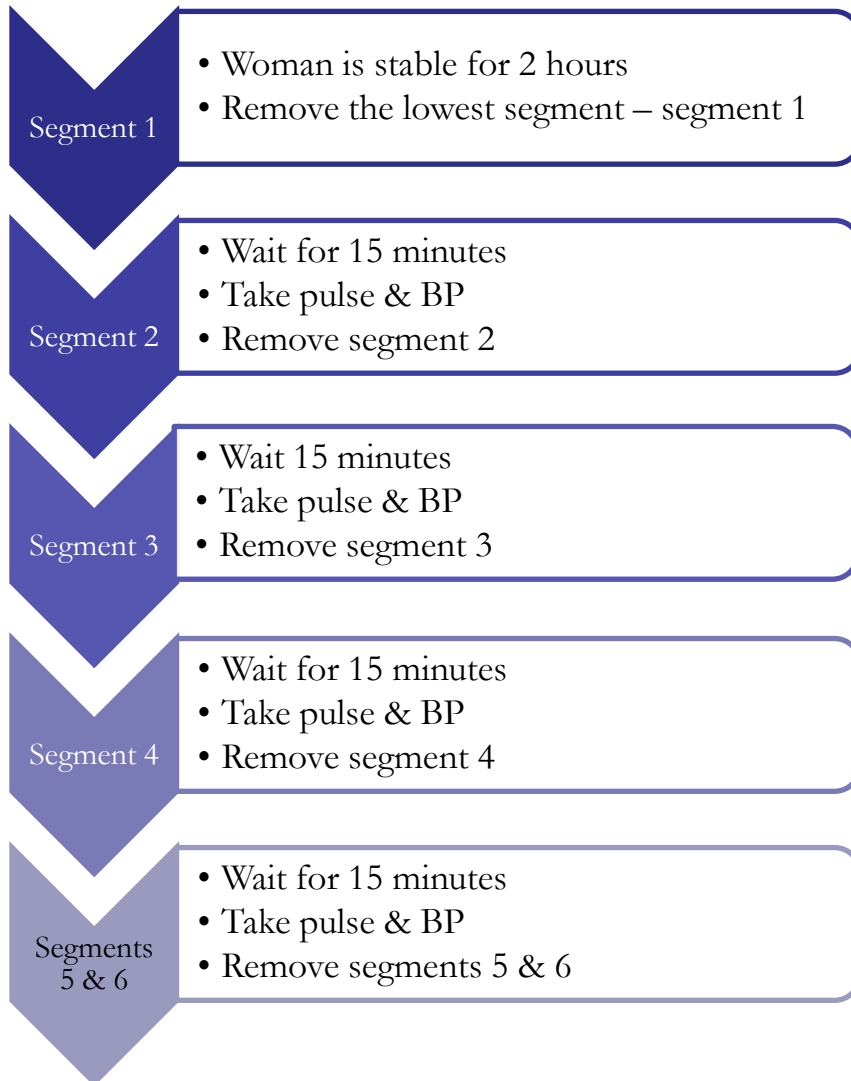 Segment 1
• Woman is stable for 2 hours
• Remove the lowest segment – segment 1
Segment 2
• Wait for 15 minutes
• Take pulse & BP
• Remove segment 2
Segment 3
• Wait 15 minutes
• Take pulse & BP
• Remove segment 3
Segment 4
• Wait for 15 minutes
• Take pulse & BP
• Remove segment 4
Segments
5 & 6
• Wait for 15 minutes
• Take pulse & BP
• Remove segments 5 & 6